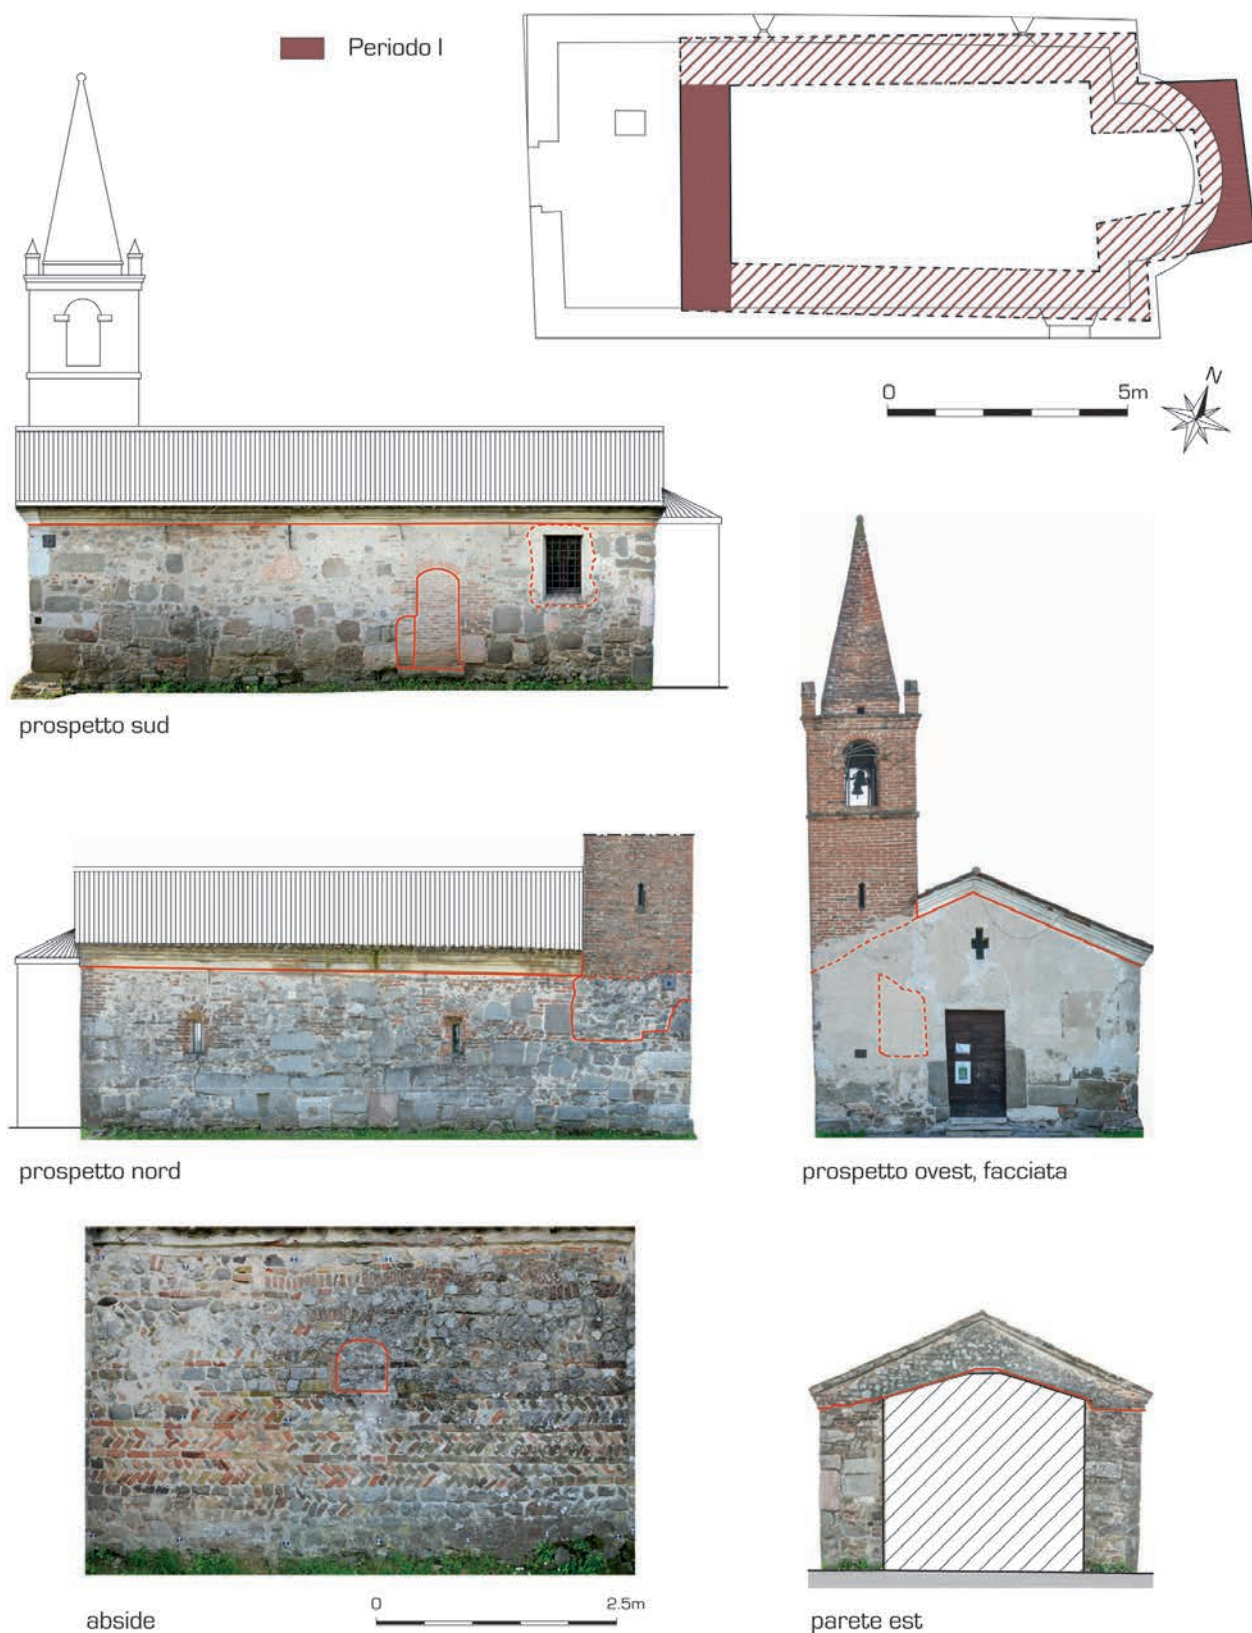 Periodo I
N
0 5m
prospetto sud
prospetto nord
prospetto ovest, facciata
0 2.5m
abside
parete est